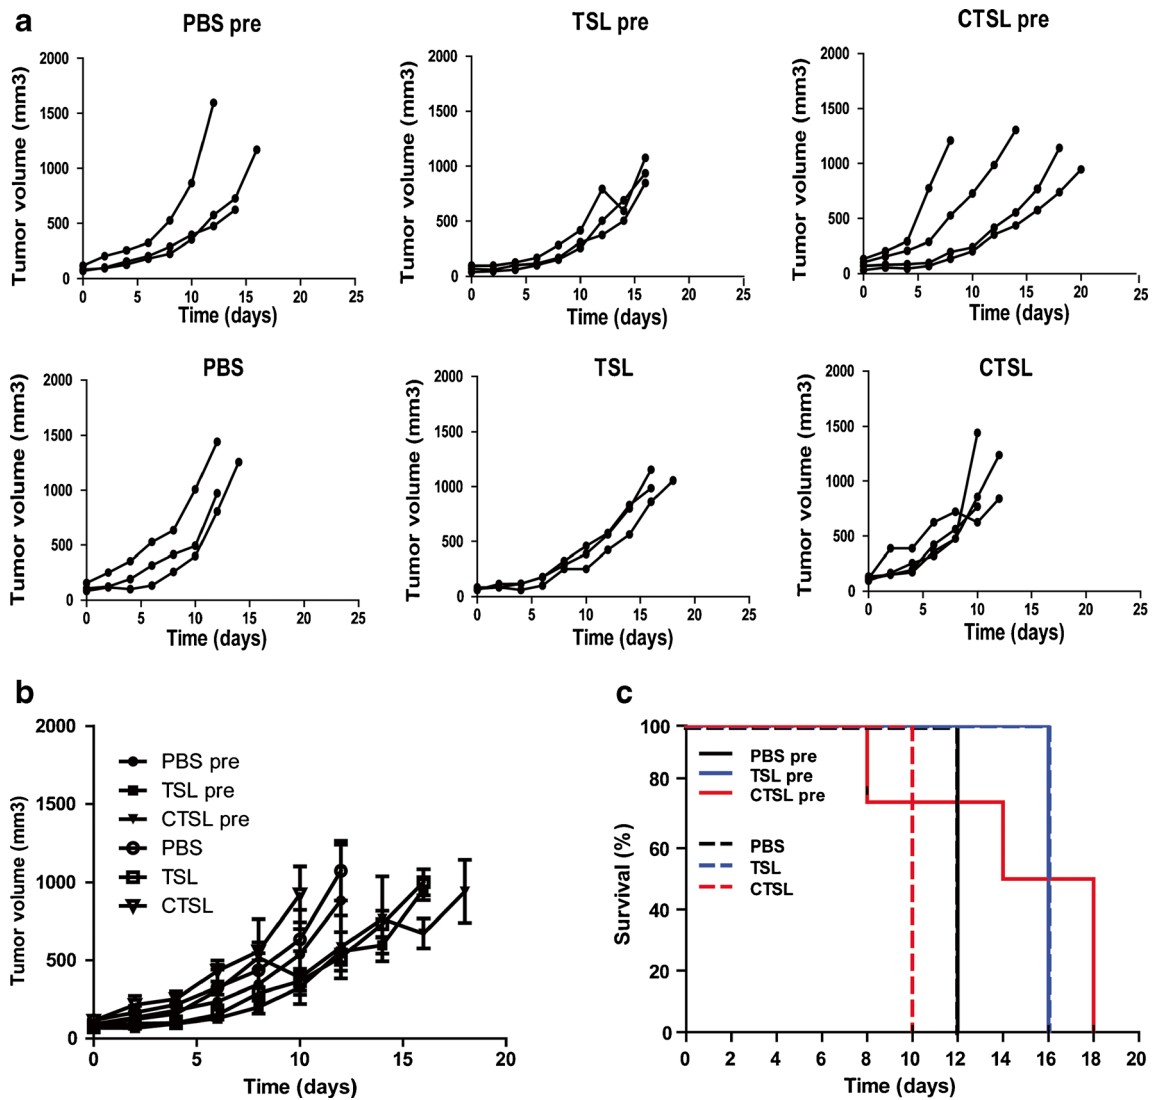 a
PBS pre
TSL pre
CTSL pre
Tumor volume (mm3)
2000
1500
1000
500
0
0 5 10 15 20 25
Time (days)
Tumor volume (mm3)
2000
1500
1000
500
0
0 5 10 15 20 25
Time (days)
Tumor volume (mm3)
2000
1500
1000
500
0
0 5 10 15 20 25
Time (days)
PBS
TSL
CTSL
Tumor volume (mm3)
2000
1500
1000
500
0
0 5 10 15 20 25
Time (days)
Tumor volume (mm3)
2000
1500
1000
500
0
0 5 10 15 20 25
Time (days)
Tumor volume (mm3)
2000
1500
1000
500
0
0 5 10 15 20 25
Time (days)
b
Tumor volume (mm3)
2000
1500
1000
500
0
PBS pre
TSL pre
CTSL pre
PBS
TSL
CTSL
0 5 10 15 20
Time (days)
c
Survival (%)
100
80
60
40
20
0
PBS pre
TSL pre
CTSL pre
PBS
TSL
CTSL
0 2 4 6 8 10 12 14 16 18 20
Time (days)